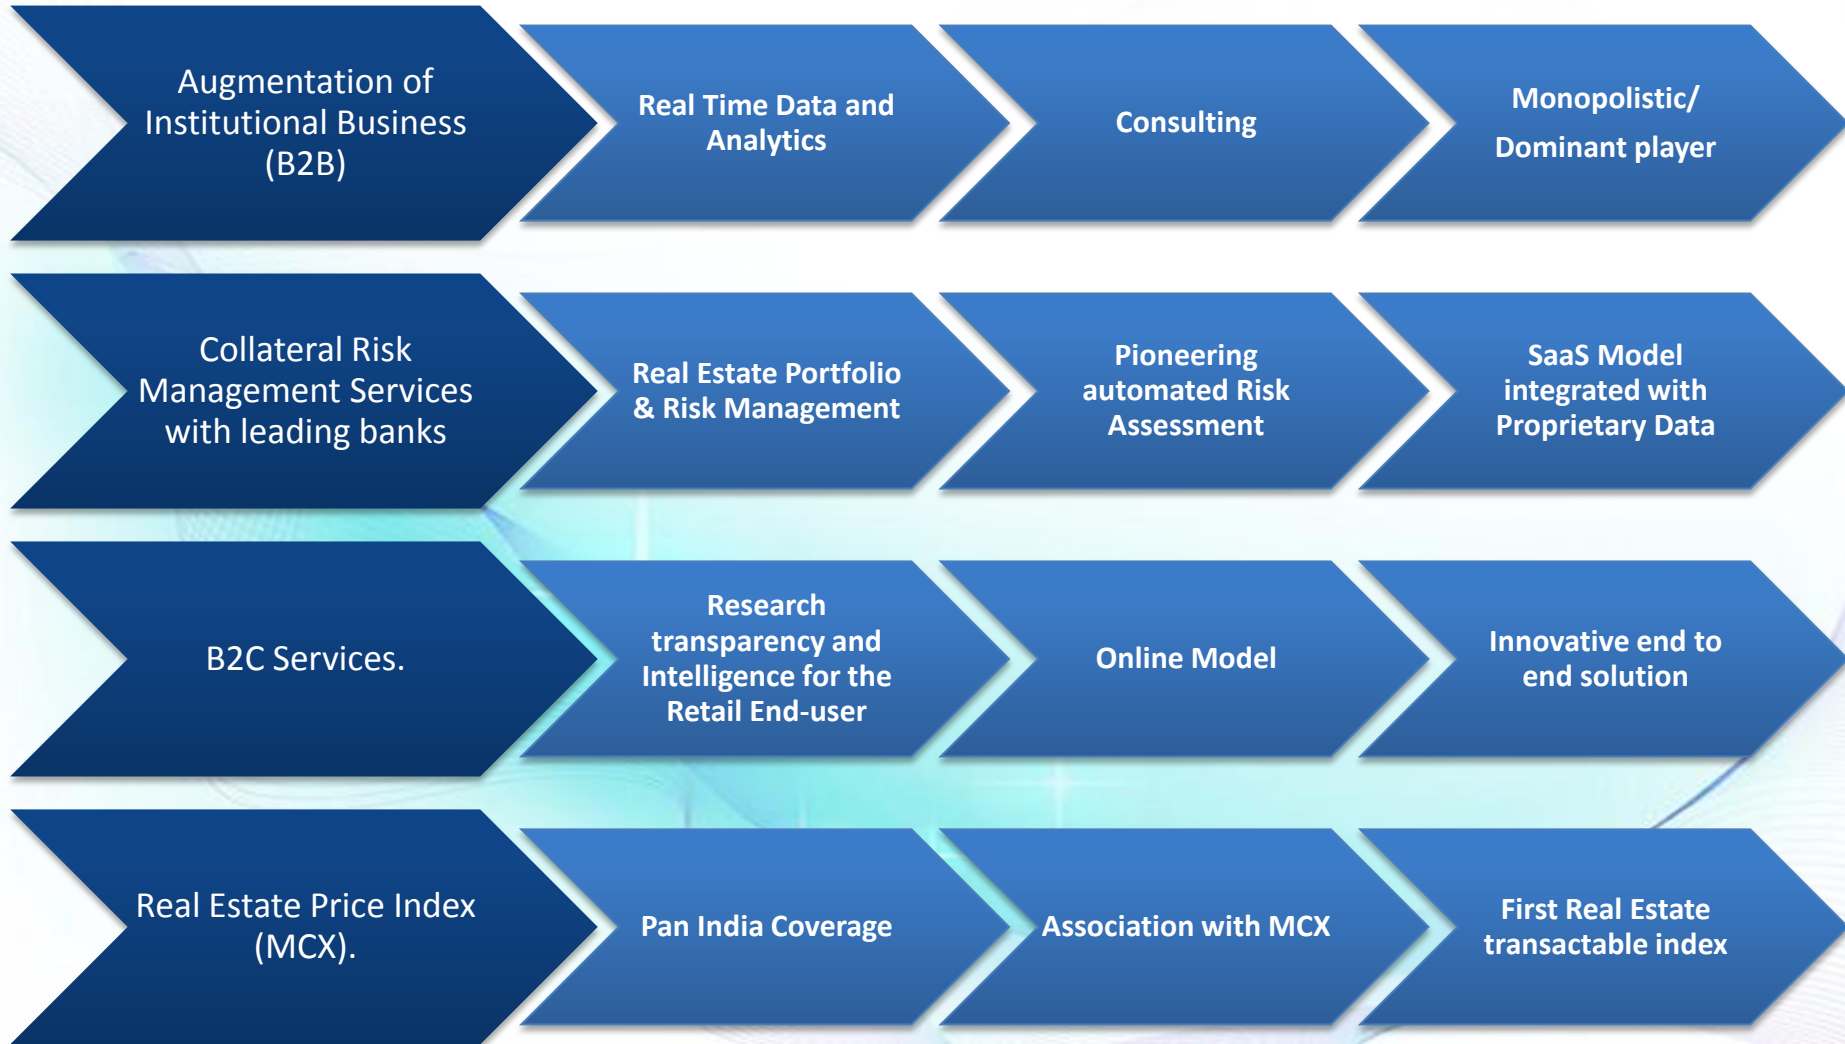 Augmentation of
Institutional Business
(B2B)
Real Time Data and
Analytics
Consulting
Monopolistic/
Dominant player
Collateral Risk
Management Services
with leading banks
Real Estate Portfolio
& Risk Management
Pioneering
automated Risk
Assessment
SaaS Model
integrated with
Proprietary Data
B2C Services.
Research
transparency and
Intelligence for the
Retail End-user
Online Model
Innovative end to
end solution
Real Estate Price Index
(MCX).
Pan India Coverage
Association with MCX
First Real Estate
transactable index